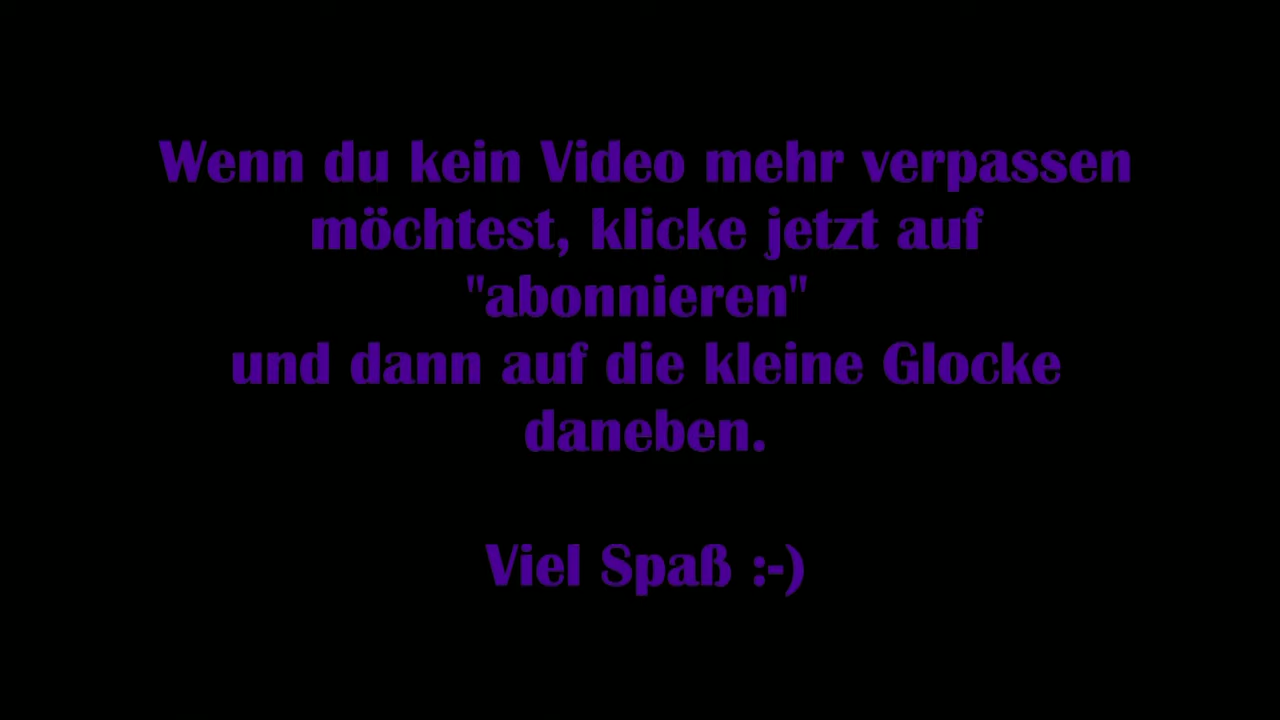 Wenn du kein Video mehr verpassen
möchtest, klicke jetzt auf
"abonnieren"
und dann auf die kleine Glocke
daneben.
Viel Spaß :-)